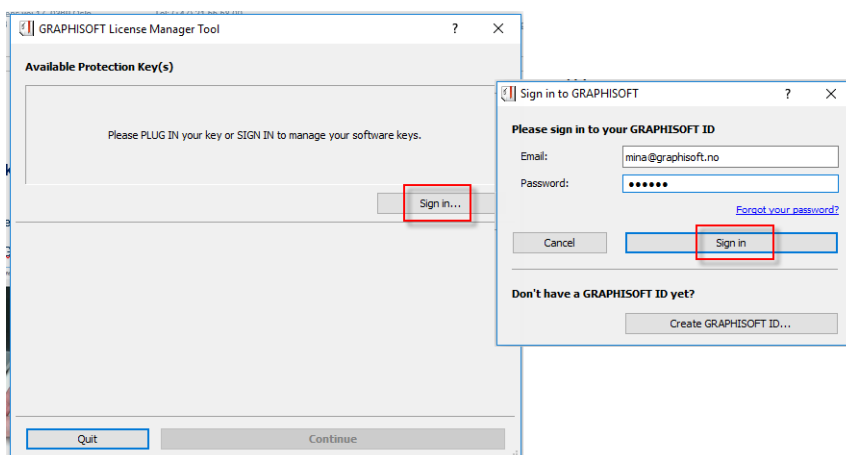 GRAPHISOFT License Manager Tool
Available Protection Key(s)
Please PLUG IN your key or SIGN IN to manage your software keys.
Sign in...
Quit
Continue
Sign in to GRAPHISOFT
Please sign in to your GRAPHISOFT ID
Email:
mina@graphisoft.no
Password:
Forgot your password?
Cancel
Sign in
Don't have a GRAPHISOFT ID yet?
Create GRAPHISOFT ID...